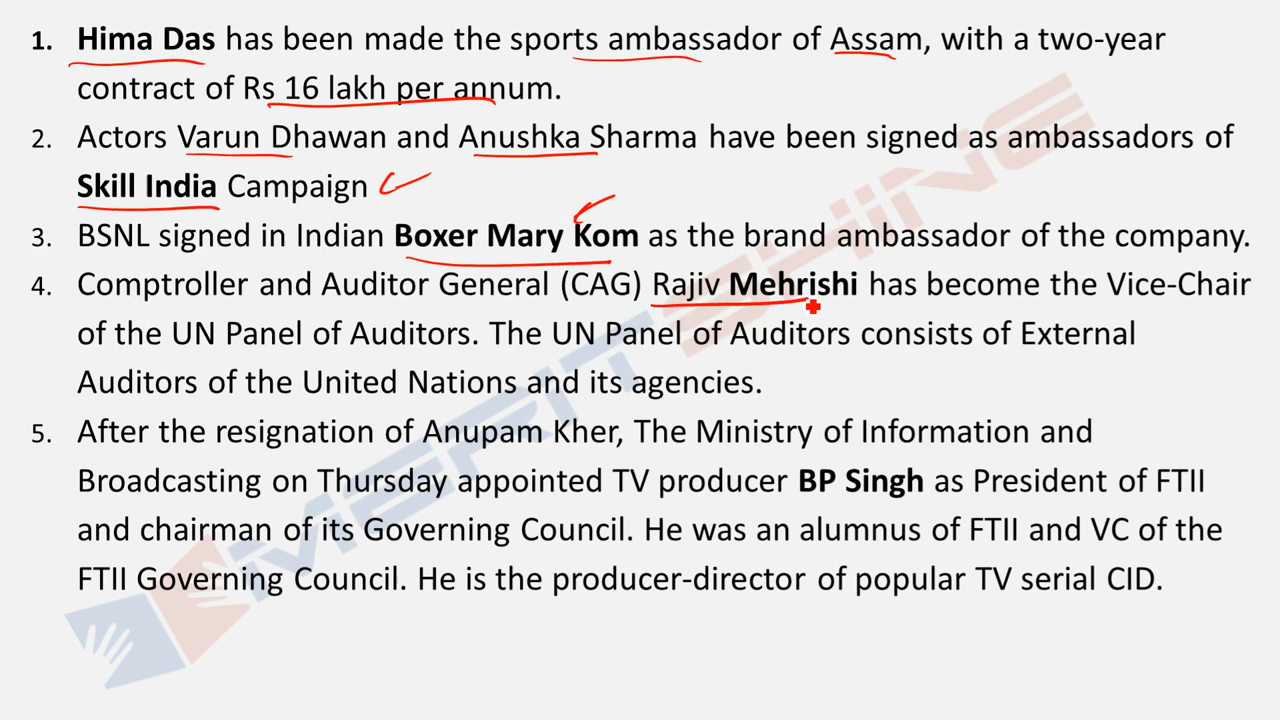 1. Hima Das has been made the sports ambassador of Assam, with a two-year
contract of Rs 16 lakh per annum.
2. Actors Varun Dhawan and Anushka Sharma have been signed as ambassadors of
Skill India Campaign
3. BSNL signed in Indian Boxer Mary Kom as the brand ambassador of the company.
4. Comptroller and Auditor General (CAG) Rajiv Mehrishi has become the Vice-Chair
of the UN Panel of Auditors. The UN Panel of Auditors consists of External
Auditors of the United Nations and its agencies.
5. After the resignation of Anupam Kher, The Ministry of Information and
Broadcasting on Thursday appointed TV producer BP Singh as President of FTII
and chairman of its Governing Council. He was an alumnus of FTII and VC of the
FTII Governing Council. He is the producer-director of popular TV serial CID.
MERIT SHINE